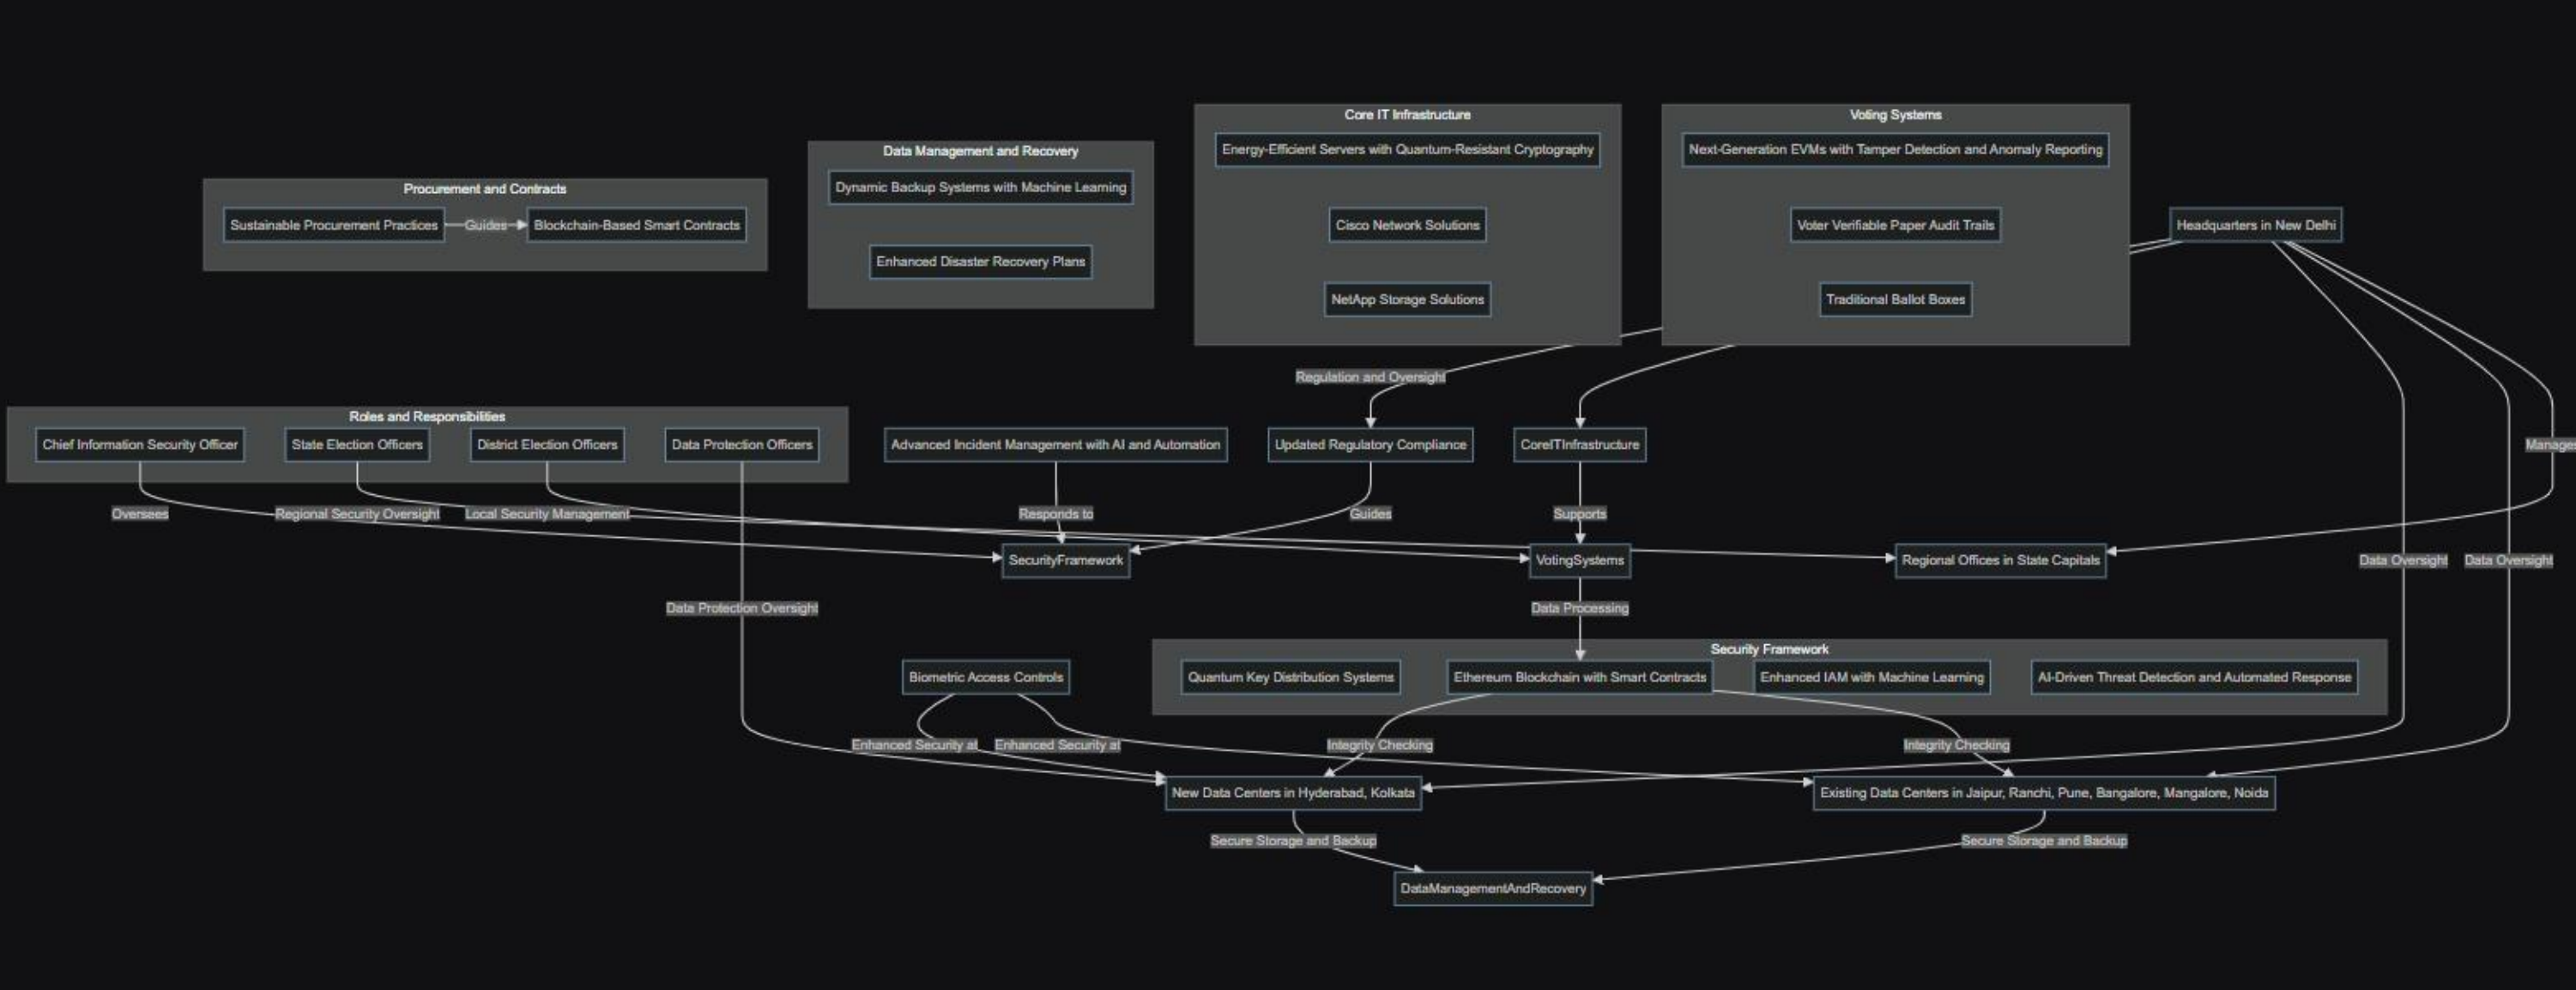 Core IT Infrastructure
Voting Systems
Energy-Efficient Servers with Quantum-Resistant Cryptography
Next-Generation EVMs with Tamper Detection and Anomaly Reporting
Data Management and Recovery
Dynamic Backup Systems with Machine Learning
Procurement and Contracts
Sustainable Procurement Practices
Guides
Blockchain-Based Smart Contracts
Cisco Network Solutions
Voter Verifiable Paper Audit Trails
Headquarters in New Delhi
Enhanced Disaster Recovery Plans
NetApp Storage Solutions
Traditional Ballot Boxes
Regulation and Oversight
Roles and Responsibilities
Chief Information Security Officer
State Election Officers
District Election Officers
Data Protection Officers
Advanced Incident Management with AI and Automation
Updated Regulatory Compliance
CoreITInfrastructure
Manages
Oversees
Regional Security Oversight
Local Security Management
Responds to
Guides
Supports
SecurityFramework
VotingSystems
Regional Offices in State Capitals
Data Oversight
Data Oversight
Data Protection Oversight
Data Processing
Security Framework
Biometric Access Controls
Quantum Key Distribution Systems
Ethereum Blockchain with Smart Contracts
Enhanced IAM with Machine Learning
AI-Driven Threat Detection and Automated Response
Enhanced Security at
Enhanced Security at
Integrity Checking
Integrity Checking
New Data Centers in Hyderabad, Kolkata
Existing Data Centers in Jaipur, Ranchi, Pune, Bangalore, Mangalore, Noida
Secure Storage and Backup
Secure Storage and Backup
DataManagementAndRecovery